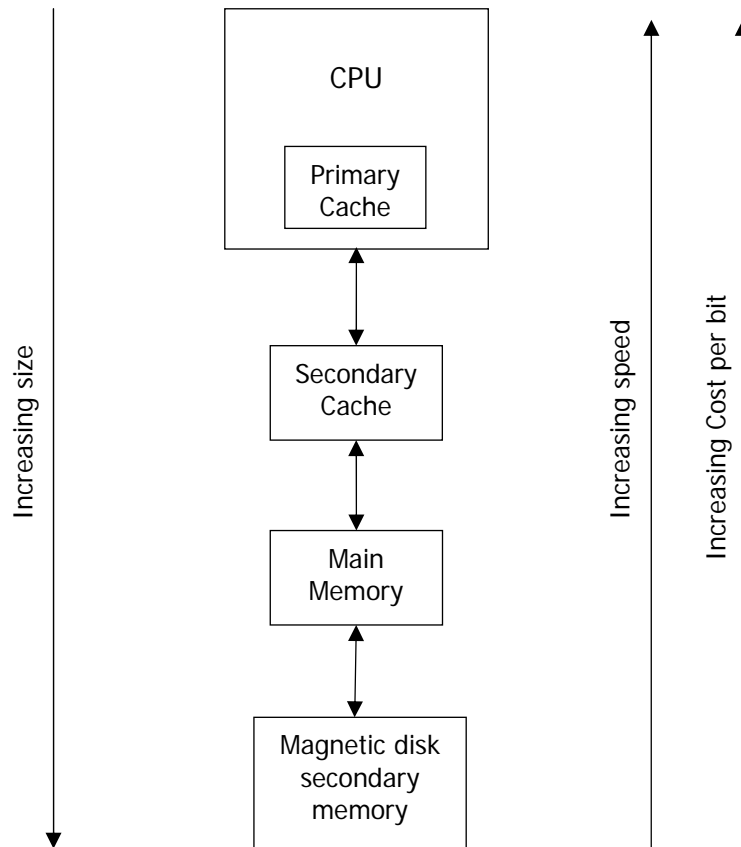 CPU
Primary
Cache
Increasing size
Secondary
Cache
Increasing speed
Increasing Cost per bit
Main
Memory
Magnetic disk
secondary
memory